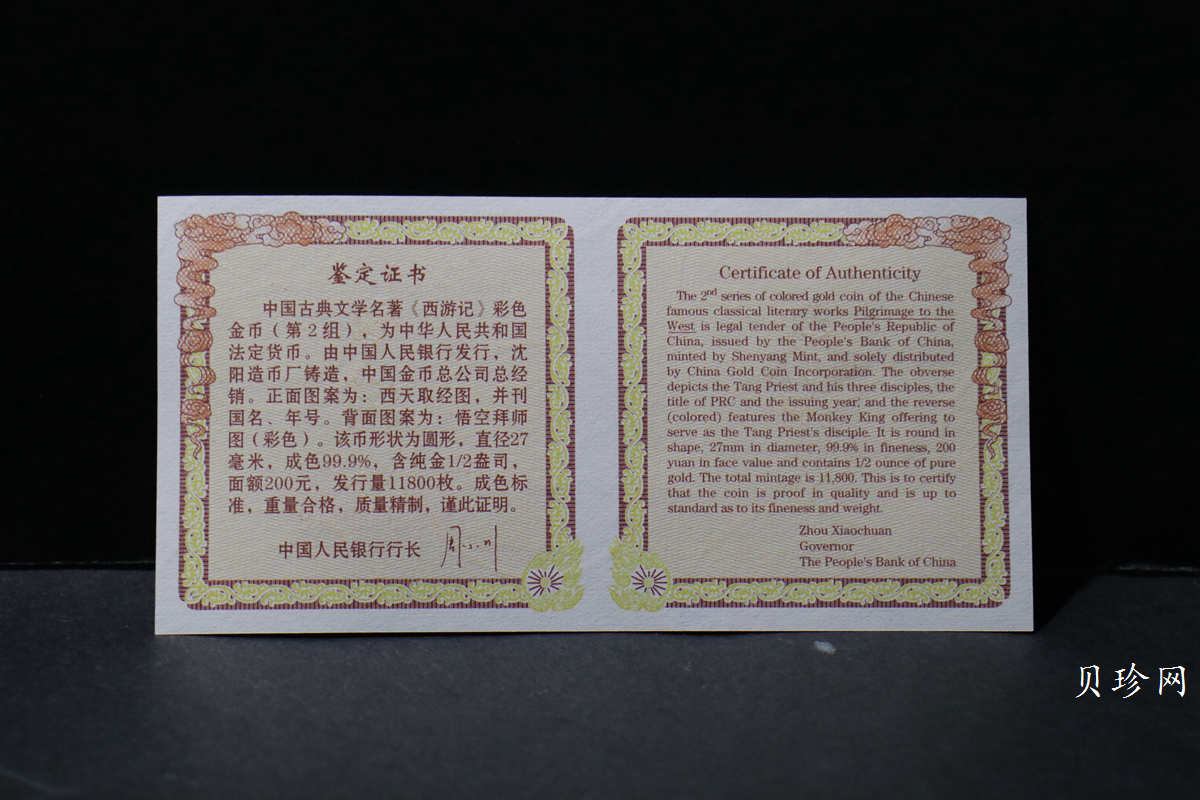 鉴定证书
中国古典文学名著《西游记》彩色
金币（第2组），为中华人民共和国
法定货币。由中国人民银行发行，沈
阳造币厂铸造，中国金币总公司总经
销。正面图案为：西天取经图，并刊
国名、年号。背面图案为：悟空拜师
图（彩色）。该币形状为圆形，直径27
毫米，成色99.9%，含纯金1/2盎司，
面额200元，发行量11800枚。成色标
准，重量合格，质量精制，谨此证明。
中国人民银行行长 周小川
Certificate of Authenticity
The 2nd series of colored gold coin of the Chinese
famous classical literary works Pilgrimage to the
West is legal tender of the People's Republic of
China, issued by the People's Bank of China,
minted by Shenyang Mint, and solely distributed
by China Gold Coin Incorporation. The obverse
depicts the Tang Priest and his three disciples, the
title of PRC and the issuing year, and the reverse
(colored) features the Monkey King offering to
serve as the Tang Priest's disciple. It is round in
shape, 27mm in diameter, 99.9% in fineness, 200
yuan in face value and contains 1/2 ounce of pure
gold. The total mintage is 11,800. This is to certify
that the coin is proof in quality and is up to
standard as to its fineness and weight.
Zhou Xiaochuan
Governor
The People's Bank of China
贝珍网